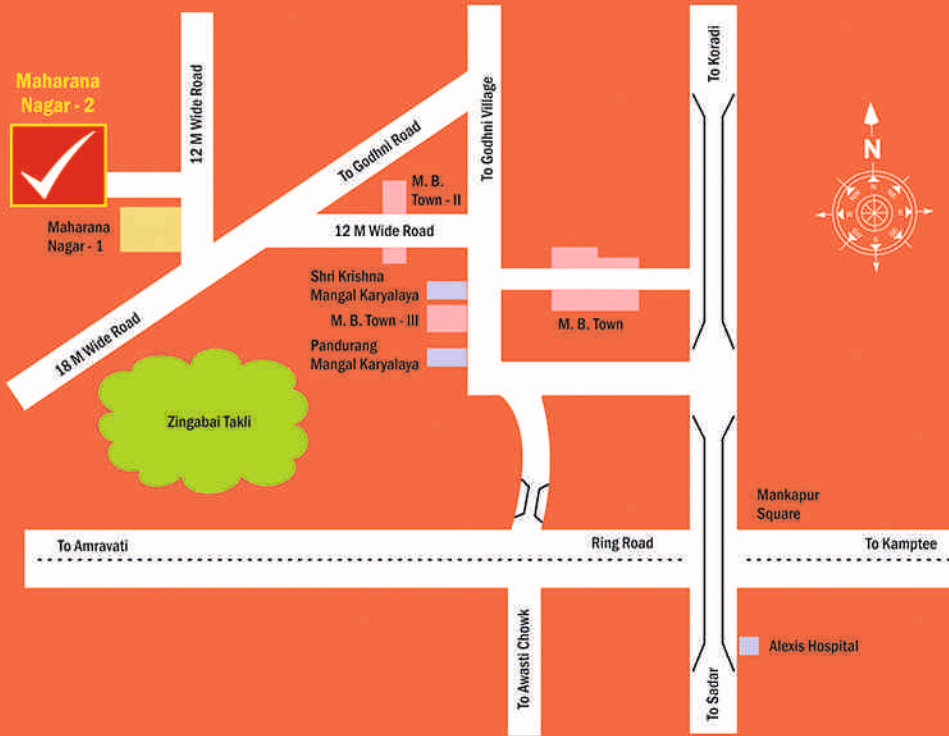 Maharana
Nagar - 2
12 M Wide Road
Maharana
Nagar - 1
18 M Wide Road
To Godhni Road
To Godhni Village
To Koradi
N
M. B.
Town - II
12 M Wide Road
Shri Krishna
Mangal Karyalaya
M. B. Town - III
Pandurang
Mangal Karyalaya
M. B. Town
Zingabai Takli
Mankapur
Square
To Amravati
Ring Road
To Kamptee
To Awasti Chowk
To Sadar
Alexis Hospital